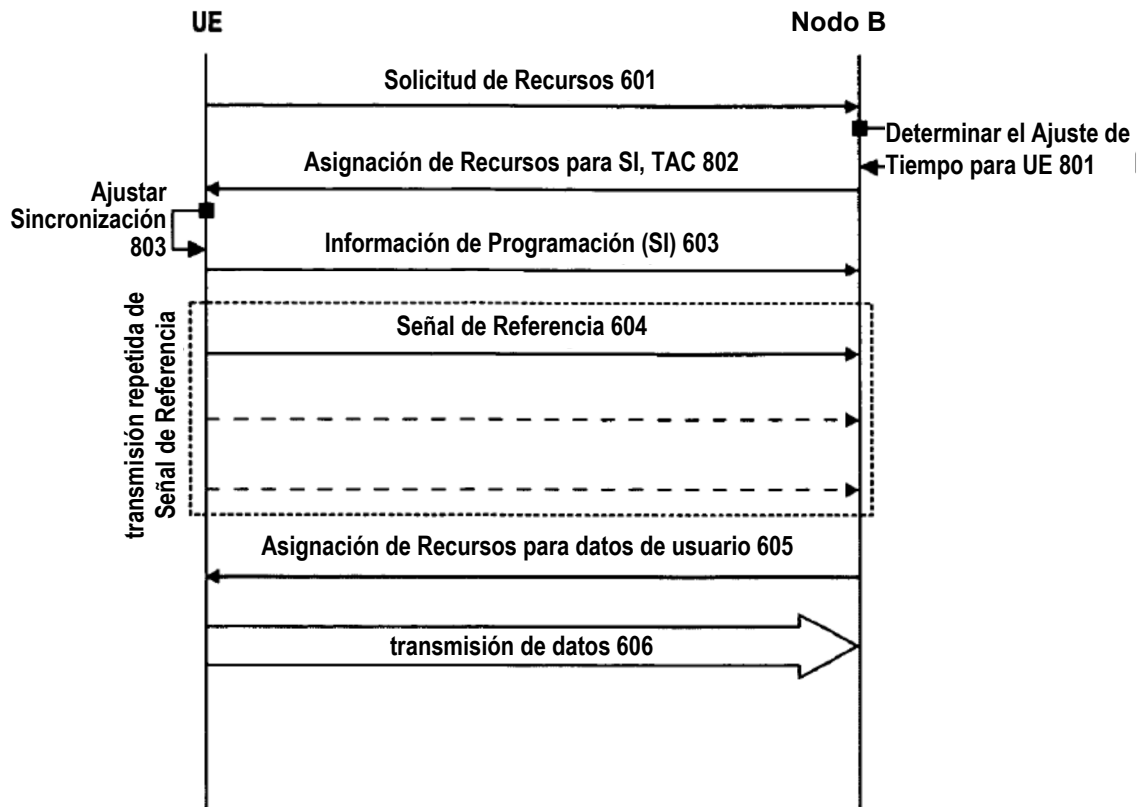 UE
Nodo B
Solicitud de Recursos 601
Determinar el Ajuste de
Tiempo para UE 801
Asignación de Recursos para SI, TAC 802
Ajustar
Sincronización
803
Información de Programación (SI) 603
transmisión repetida de
Señal de Referencia
Señal de Referencia 604
Asignación de Recursos para datos de usuario 605
transmisión de datos 606